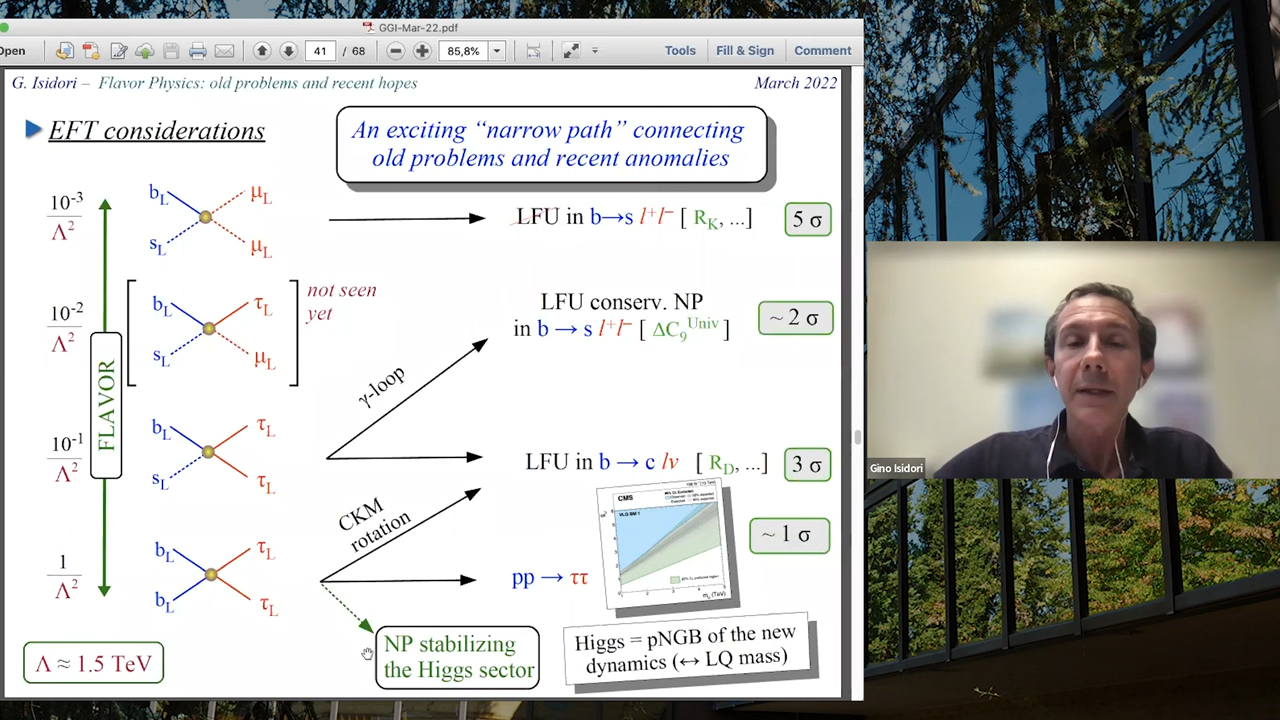 GGI-Mar-22.pdf
Open
41 / 68
85,8%
Tools
Fill & Sign
Comment
G. Isidori – Flavor Physics: old problems and recent hopes
March 2022
EFT considerations
An exciting “narrow path” connecting
old problems and recent anomalies
10⁻³
Λ²
b_L
μ_L
s_L
μ_L
LFU in b→s l⁺l⁻ [ R_K, ...]
5 σ
10⁻²
Λ²
b_L
τ_L
s_L
μ_L
not seen
yet
LFU conserv. NP
in b → s l⁺l⁻ [ ΔC₉^Univ ]
~ 2 σ
FLAVOR
γ-loop
10⁻¹
Λ²
b_L
τ_L
s_L
τ_L
LFU in b → c lν [ R_D, ...]
3 σ
CKM
rotation
CMS
VLQ BM 1
~ 1 σ
1
Λ²
b_L
τ_L
b_L
τ_L
pp → ττ
Λ ≈ 1.5 TeV
NP stabilizing
the Higgs sector
Higgs = pNGB of the new
dynamics (↔ LQ mass)
Gino Isidori